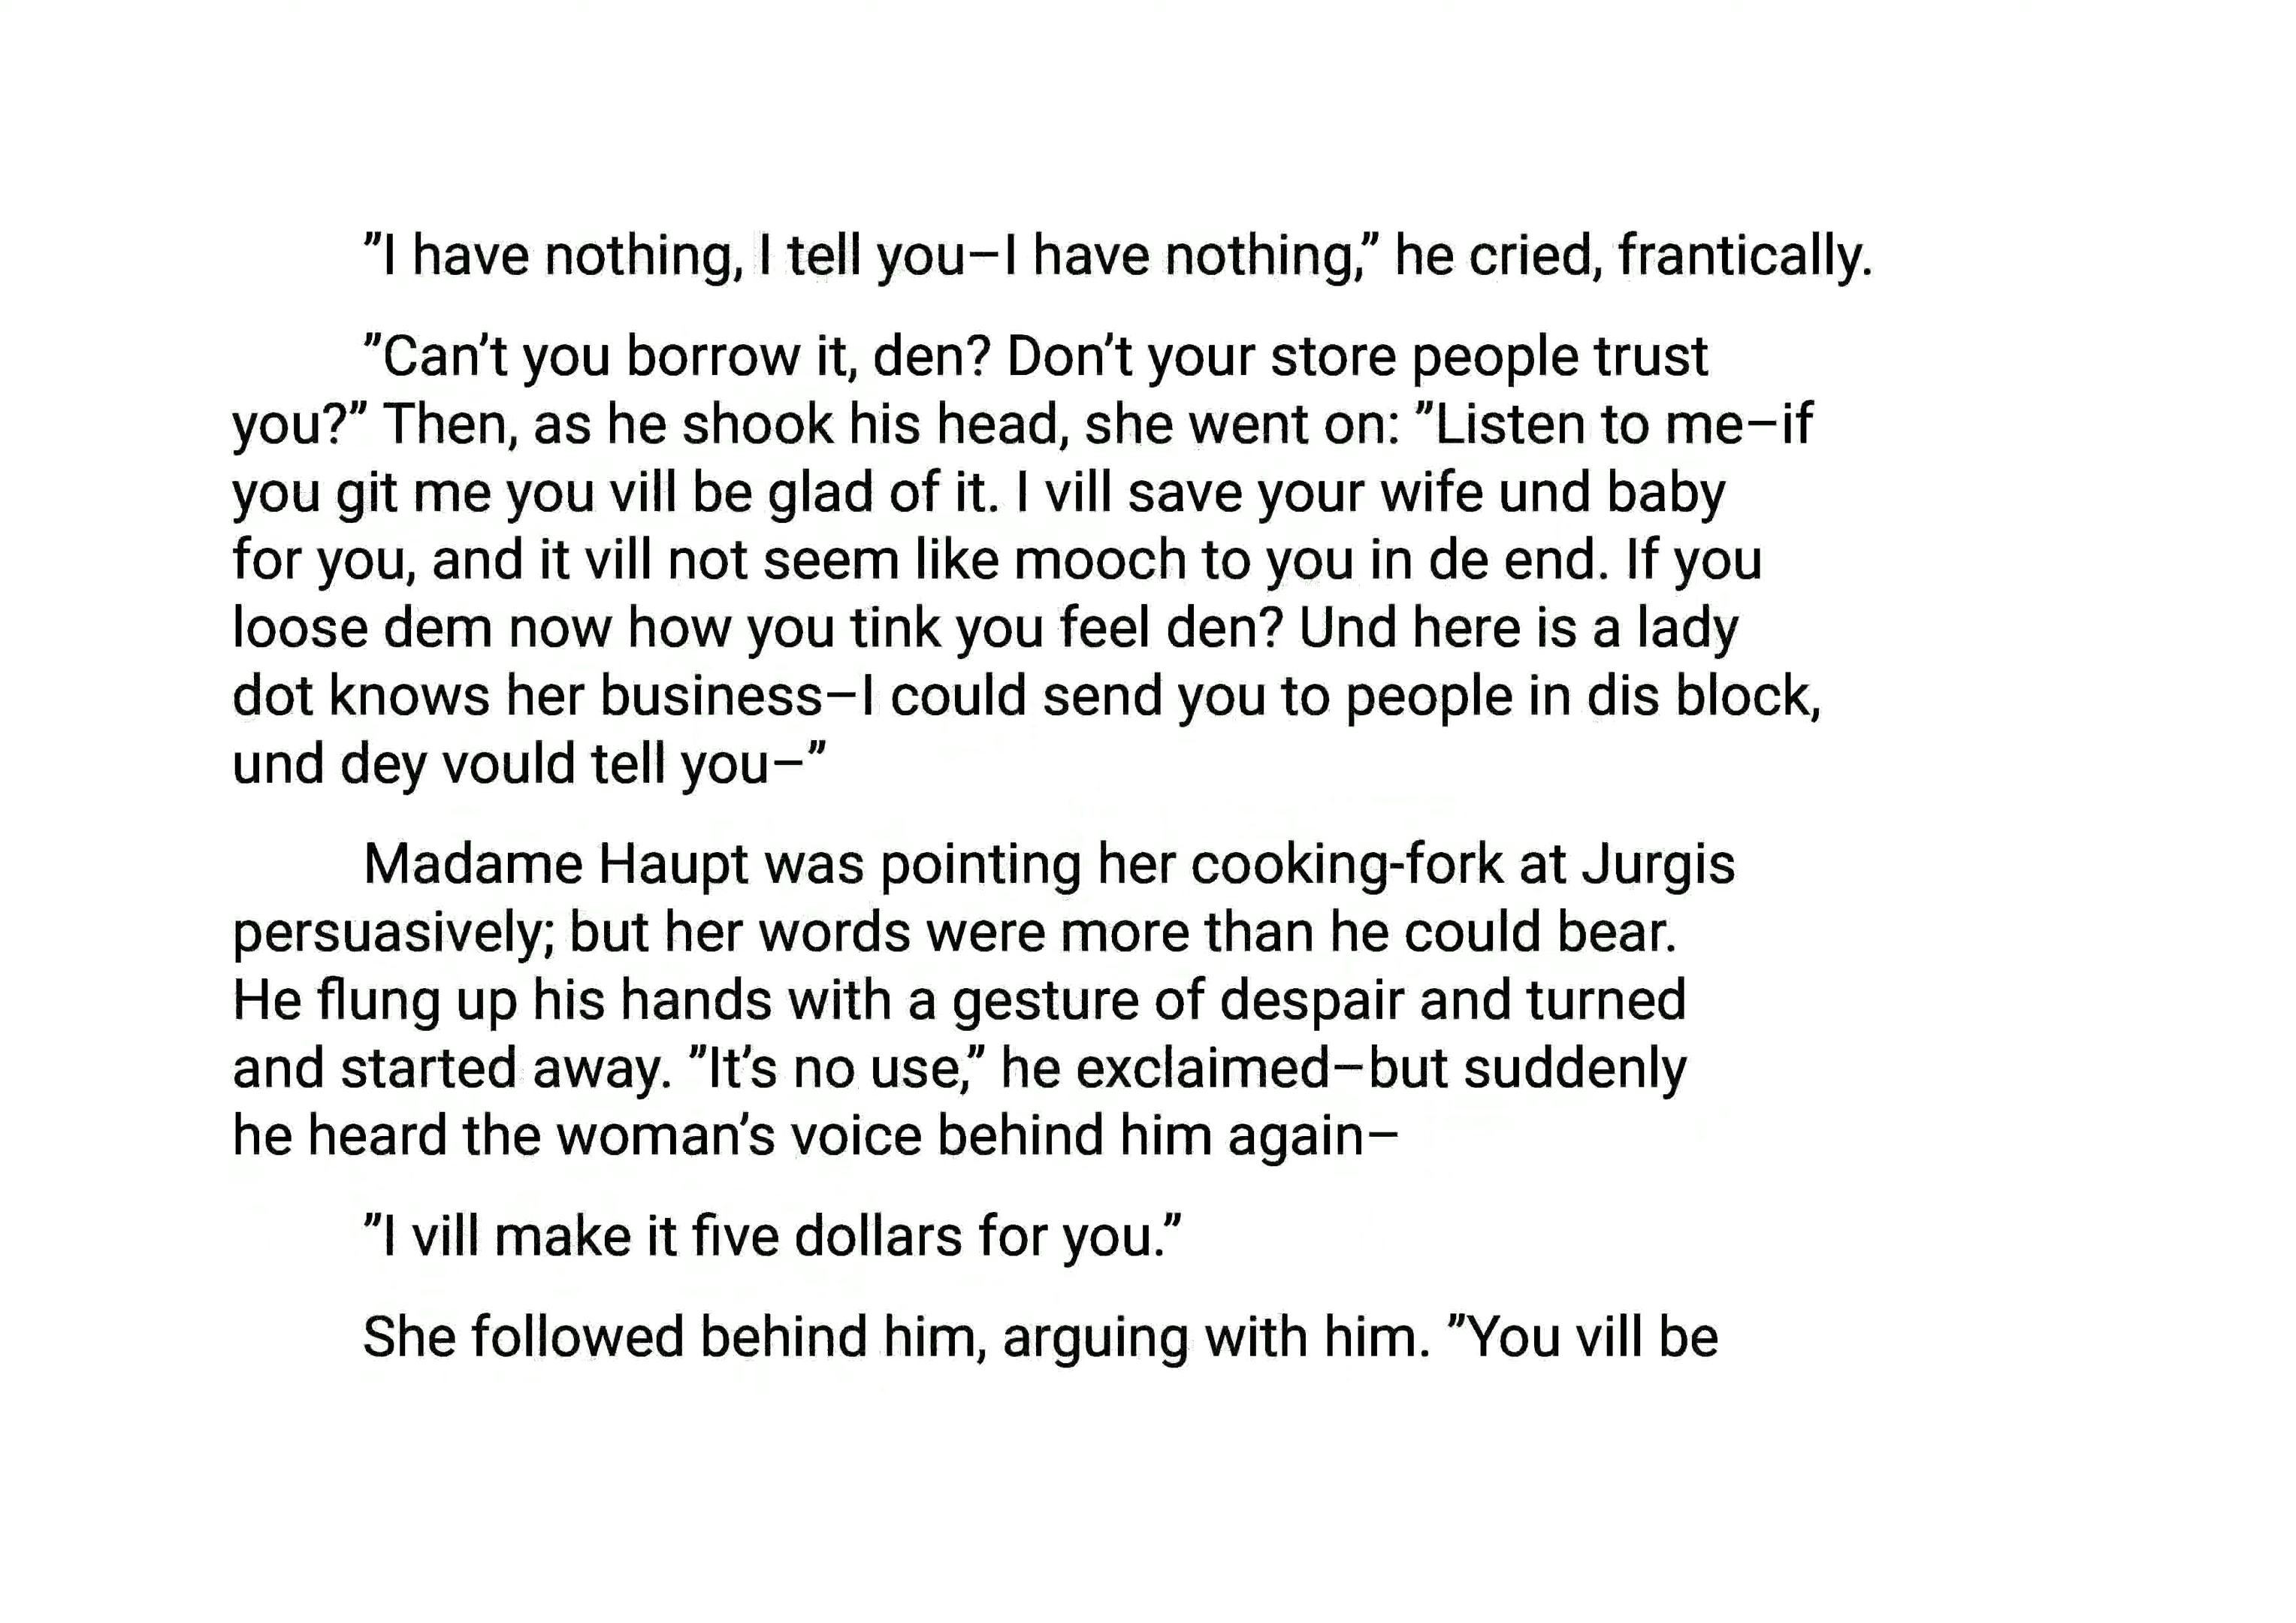 ”I have nothing, I tell you–I have nothing,” he cried, frantically.
”Can’t you borrow it, den? Don’t your store people trust
you?” Then, as he shook his head, she went on: ”Listen to me–if
you git me you vill be glad of it. I vill save your wife und baby
for you, and it vill not seem like mooch to you in de end. If you
loose dem now how you tink you feel den? Und here is a lady
dot knows her business–I could send you to people in dis block,
und dey vould tell you–”
Madame Haupt was pointing her cooking-fork at Jurgis
persuasively; but her words were more than he could bear.
He flung up his hands with a gesture of despair and turned
and started away. ”It’s no use,” he exclaimed–but suddenly
he heard the woman’s voice behind him again–
”I vill make it five dollars for you.”
She followed behind him, arguing with him. ”You vill be